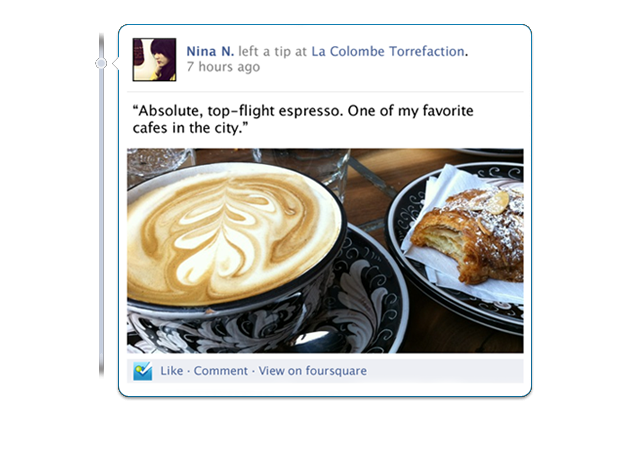 Nina N. left a tip at La Colombe Torrefaction.
7 hours ago
“Absolute, top-flight espresso. One of my favorite
cafes in the city.”
Like · Comment · View on foursquare